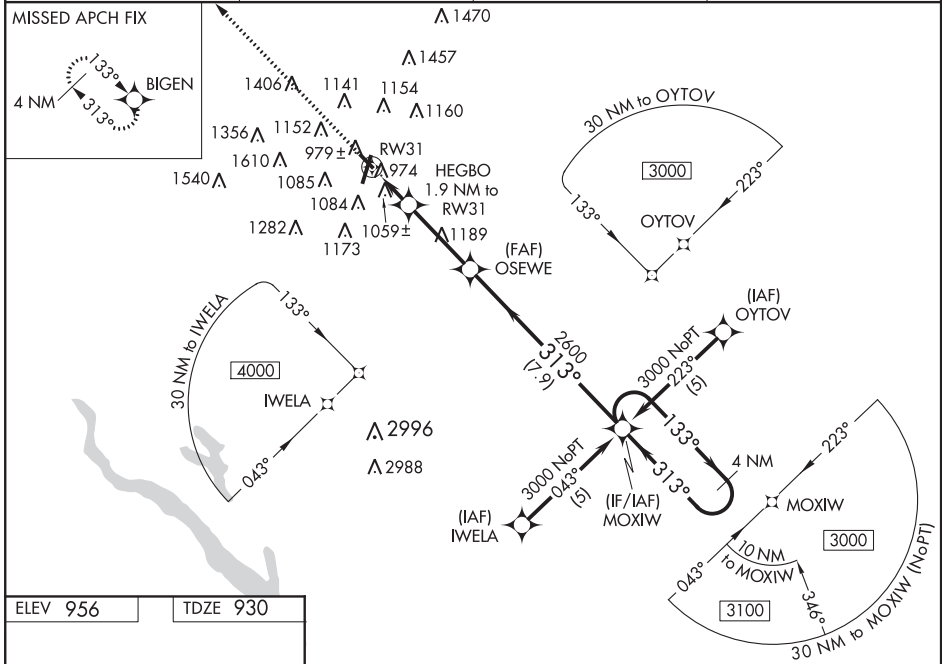 MISSED APCH FIX
133°
BIGEN
4 NM
313°
1470
1457
1406
1141
1154
1160
1356
1152
979±
RW31
1610
974
HEGBO
1.9 NM to
RW31
1540
1085
1084
1059±
1282
1173
1189
(FAF)
OSEWE
30 NM to OYTOV
3000
133°
223°
OYTOV
(IAF)
OYTOV
30 NM to IWELA
133°
4000
IWELA
043°
2600
313°
(7.9)
3000 NoPT
223°
(5)
2996
2988
133°
313°
4 NM
3000 NoPT
043°
(5)
(IAF)
IWELA
(IF/IAF)
MOXIW
223°
MOXIW
3000
043°
10 NM
to MOXIW
346°
3100
30 NM to MOXIW (NoPT)
ELEV 956
TDZE 930